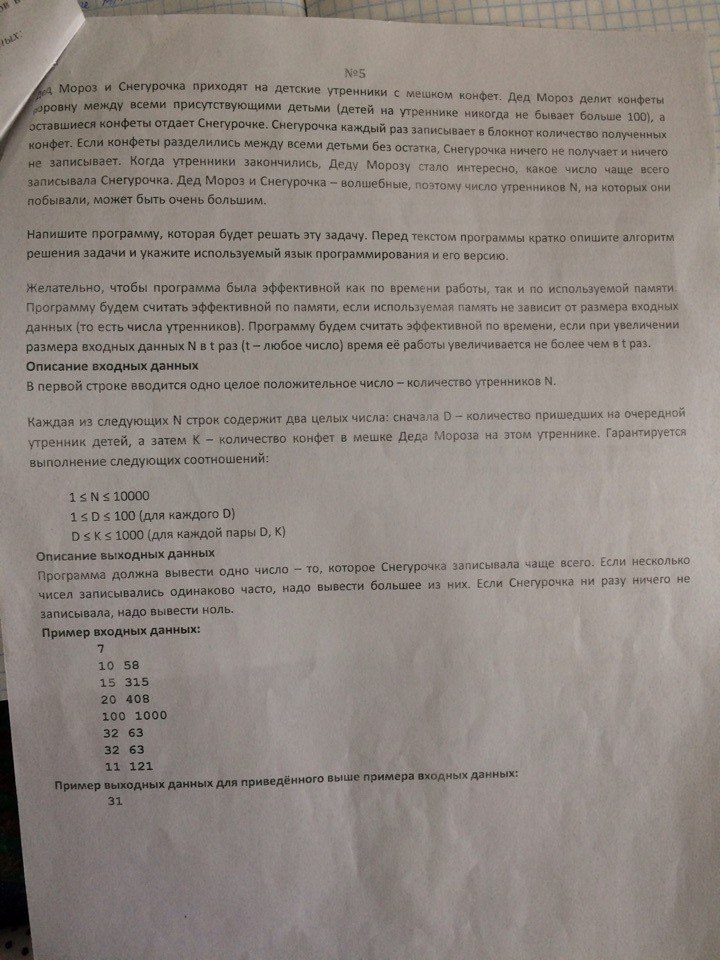 ных:
№5
Дед Мороз и Снегурочка приходят на детские утренники с мешком конфет. Дед Мороз делит конфеты
поровну между всеми присутствующими детьми (детей на утреннике никогда не бывает больше 100), а
оставшиеся конфеты отдает Снегурочке. Снегурочка каждый раз записывает в блокнот количество полученных
конфет. Если конфеты разделились между всеми детьми без остатка, Снегурочка ничего не получает и ничего
не записывает. Когда утренники закончились, Деду Морозу стало интересно, какое число чаще всего
записывала Снегурочка. Дед Мороз и Снегурочка – волшебные, поэтому число утренников N, на которых они
побывали, может быть очень большим.
Напишите программу, которая будет решать эту задачу. Перед текстом программы кратко опишите алгоритм
решения задачи и укажите используемый язык программирования и его версию.
Желательно, чтобы программа была эффективной как по времени работы, так и по используемой памяти.
Программу будем считать эффективной по памяти, если используемая память не зависит от размера входных
данных (то есть числа утренников). Программу будем считать эффективной по времени, если при увеличении
размера входных данных N в t раз (t – любое число) время её работы увеличивается не более чем в t раз.
Описание входных данных
В первой строке вводится одно целое положительное число – количество утренников N.
Каждая из следующих N строк содержит два целых числа: сначала D – количество пришедших на очередной
утренник детей, а затем K – количество конфет в мешке Деда Мороза на этом утреннике. Гарантируется
выполнение следующих соотношений:
1 ≤ N ≤ 10000
1 ≤ D ≤ 100 (для каждого D)
D ≤ K ≤ 1000 (для каждой пары D, K)
Описание выходных данных
Программа должна вывести одно число – то, которое Снегурочка записывала чаще всего. Если несколько
чисел записывались одинаково часто, надо вывести большее из них. Если Снегурочка ни разу ничего не
записывала, надо вывести ноль.
Пример входных данных:
7
10 58
15 315
20 408
100 1000
32 63
32 63
11 121
Пример выходных данных для приведённого выше примера входных данных:
31